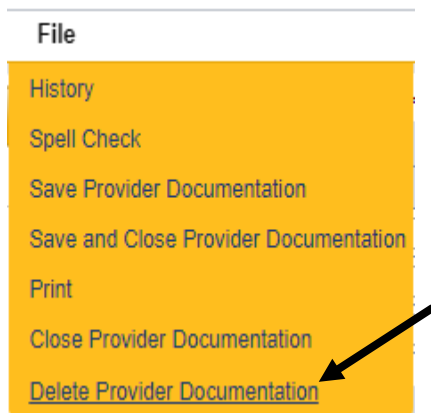 File
History
Spell Check
Save Provider Documentation
Save and Close Provider Documentation
Print
Close Provider Documentation
Delete Provider Documentation